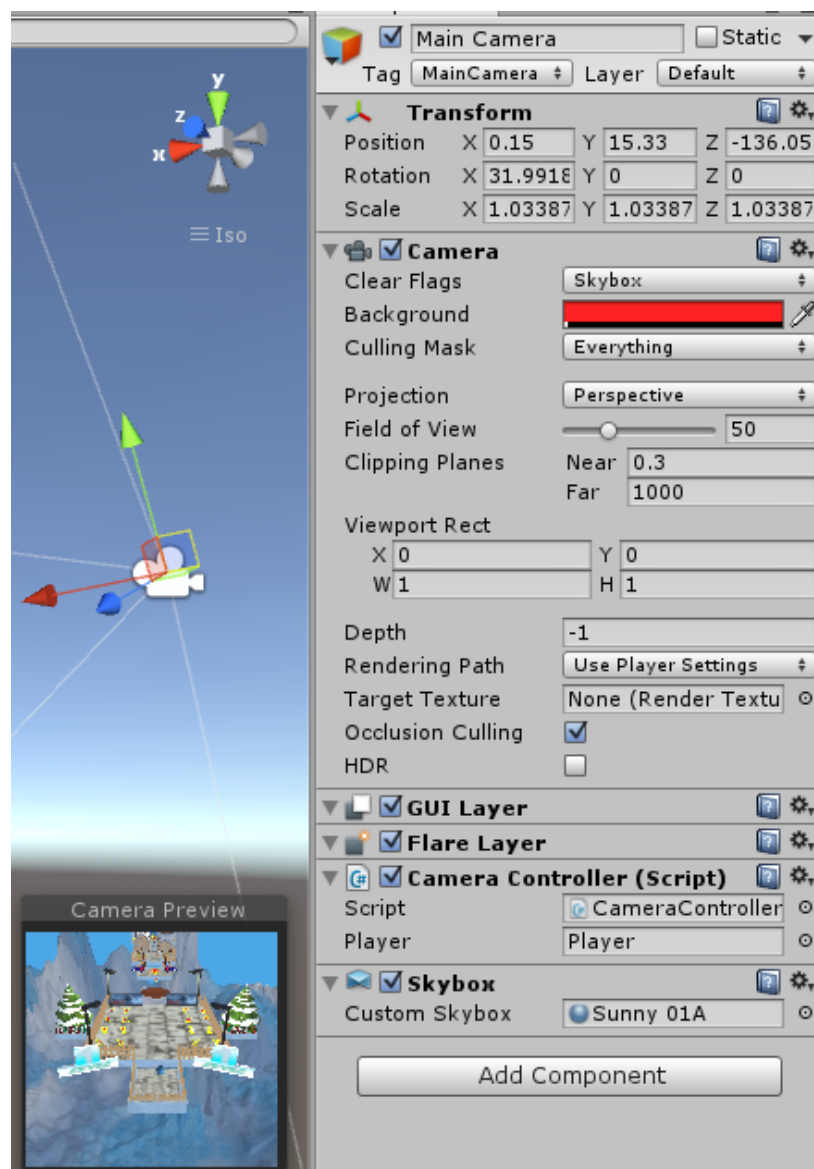 Main Camera Static
Tag MainCamera Layer Default
Transform
Position X 0.15 Y 15.33 Z -136.05
Rotation X 31.9918 Y 0 Z 0
Scale X 1.03387 Y 1.03387 Z 1.03387
y
z
x
Iso
Camera
Clear Flags Skybox
Background
Culling Mask Everything
Projection Perspective
Field of View 50
Clipping Planes Near 0.3
Far 1000
Viewport Rect
X 0 Y 0
W 1 H 1
Depth -1
Rendering Path Use Player Settings
Target Texture None (Render Textu
Occlusion Culling
HDR
GUI Layer
Flare Layer
Camera Controller (Script)
Script CameraController
Player Player
Skybox
Custom Skybox Sunny 01A
Add Component
Camera Preview